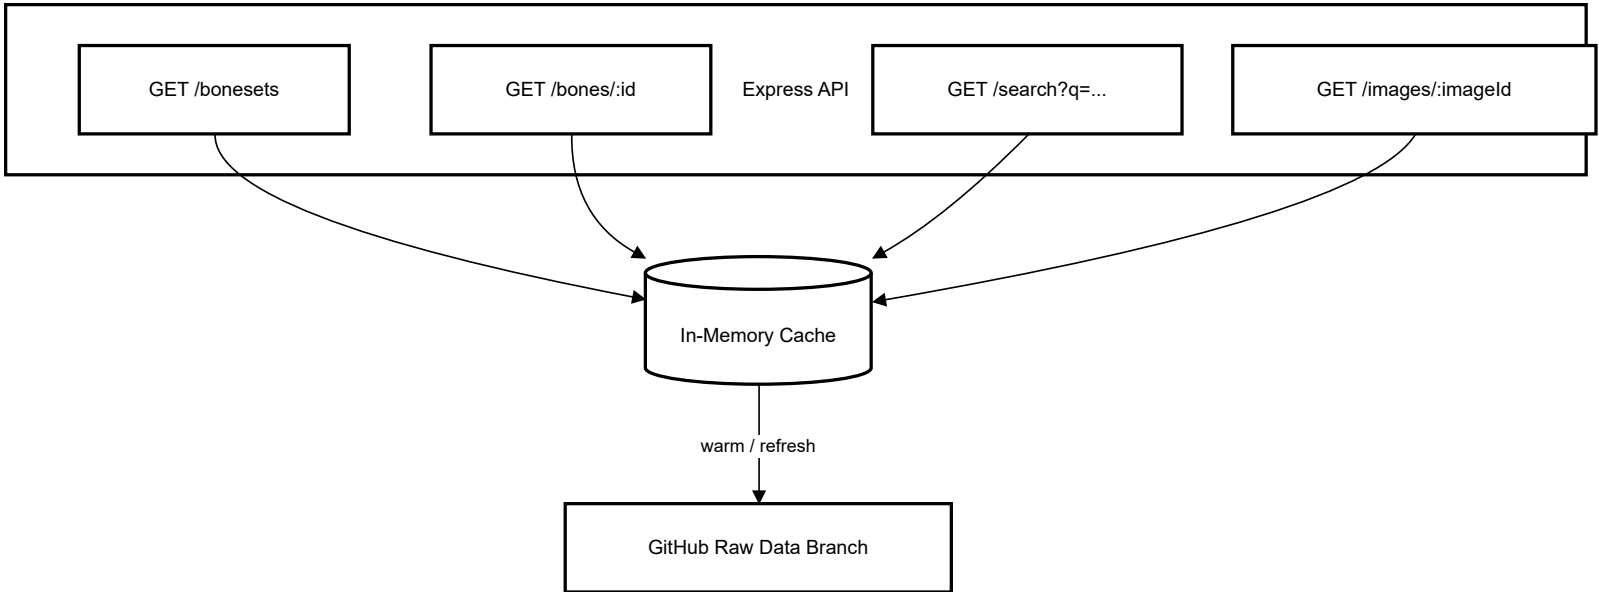 GET /bonesets
GET /bones/:id
Express API
GET /search?q=...
GET /images/:imageId
In-Memory Cache
warm / refresh
GitHub Raw Data Branch